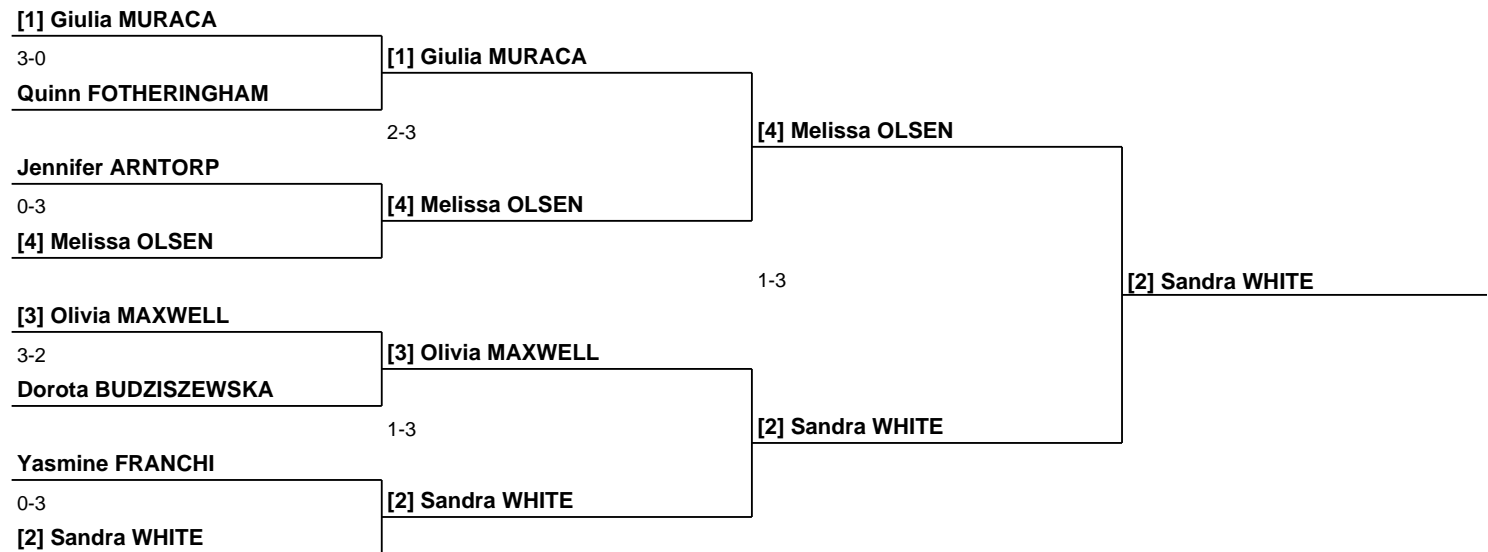 [1] Giulia MURACA
3-0
[1] Giulia MURACA
Quinn FOTHERINGHAM
2-3
[4] Melissa OLSEN
Jennifer ARNTORP
0-3
[4] Melissa OLSEN
[4] Melissa OLSEN
1-3
[2] Sandra WHITE
[3] Olivia MAXWELL
3-2
[3] Olivia MAXWELL
Dorota BUDZISZEWSKA
1-3
[2] Sandra WHITE
Yasmine FRANCHI
0-3
[2] Sandra WHITE
[2] Sandra WHITE